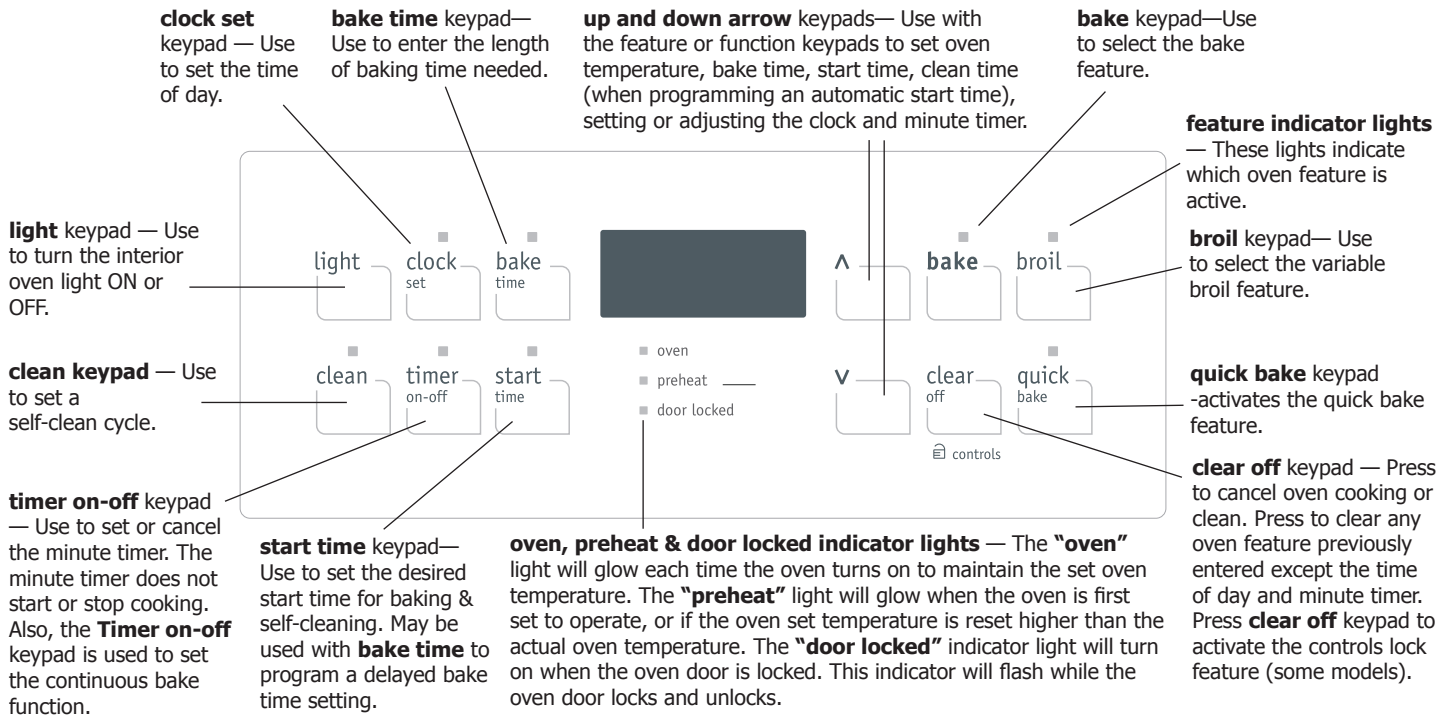 clock set
keypad — Use
to set the time
of day.
bake time keypad—
Use to enter the length
of baking time needed.
up and down arrow keypads— Use with
the feature or function keypads to set oven
temperature, bake time, start time, clean time
(when programming an automatic start time),
setting or adjusting the clock and minute timer.
bake keypad—Use
to select the bake
feature.
feature indicator lights
— These lights indicate
which oven feature is
active.
light keypad — Use
to turn the interior
oven light ON or
OFF.
broil keypad— Use
to select the variable
broil feature.
light
clock
set
bake
time
∧
bake
broil
clean keypad — Use
to set a
self-clean cycle.
clean
timer
on-off
start
time
oven
preheat
door locked
∨
clear
off
quick
bake
controls
quick bake keypad
-activates the quick bake
feature.
timer on-off keypad
— Use to set or cancel
the minute timer. The
minute timer does not
start or stop cooking.
Also, the Timer on-off
keypad is used to set
the continuous bake
function.
start time keypad—
Use to set the desired
start time for baking &
self-cleaning. May be
used with bake time to
program a delayed bake
time setting.
oven, preheat & door locked indicator lights — The “oven”
light will glow each time the oven turns on to maintain the set oven
temperature. The “preheat” light will glow when the oven is first
set to operate, or if the oven set temperature is reset higher than the
actual oven temperature. The “door locked” indicator light will turn
on when the oven door is locked. This indicator will flash while the
oven door locks and unlocks.
clear off keypad — Press
to cancel oven cooking or
clean. Press to clear any
oven feature previously
entered except the time
of day and minute timer.
Press clear off keypad to
activate the controls lock
feature (some models).